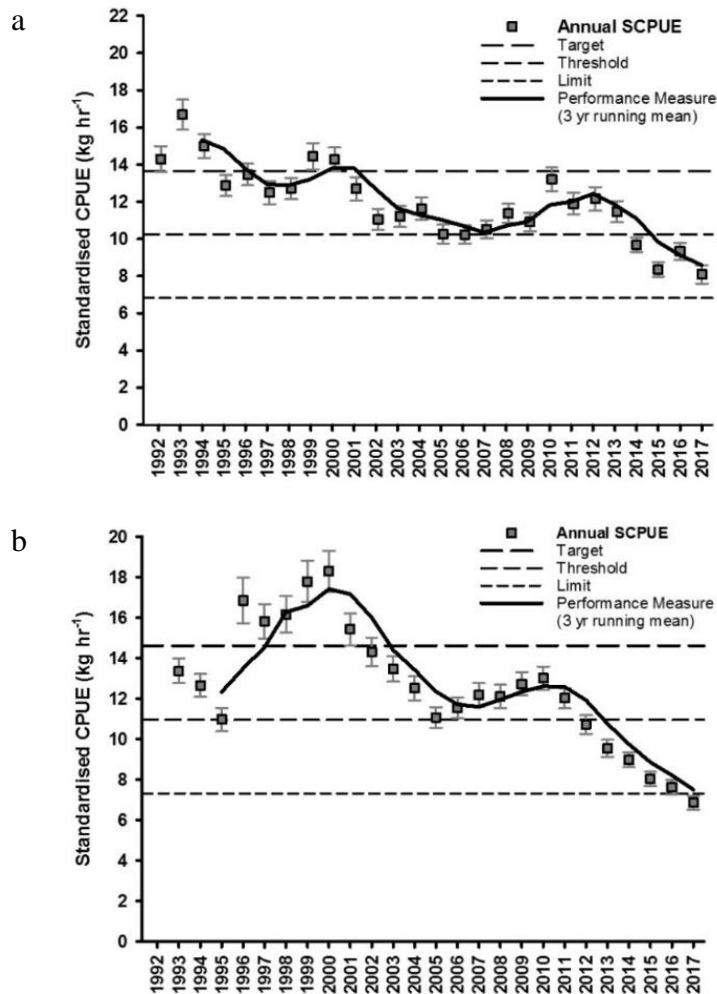 a
22
20
18
16
14
12
10
8
6
4
2
0
Standardised CPUE (kg hr⁻¹)
Annual SCPUE
Target
Threshold
Limit
Performance Measure
(3 yr running mean)
1992 1993 1994 1995 1996 1997 1998 1999 2000 2001 2002 2003 2004 2005 2006 2007 2008 2009 2010 2011 2012 2013 2014 2015 2016 2017
b
20
18
16
14
12
10
8
6
4
2
0
Standardised CPUE (kg hr⁻¹)
Annual SCPUE
Target
Threshold
Limit
Performance Measure
(3 yr running mean)
1992 1993 1994 1995 1996 1997 1998 1999 2000 2001 2002 2003 2004 2005 2006 2007 2008 2009 2010 2011 2012 2013 2014 2015 2016 2017